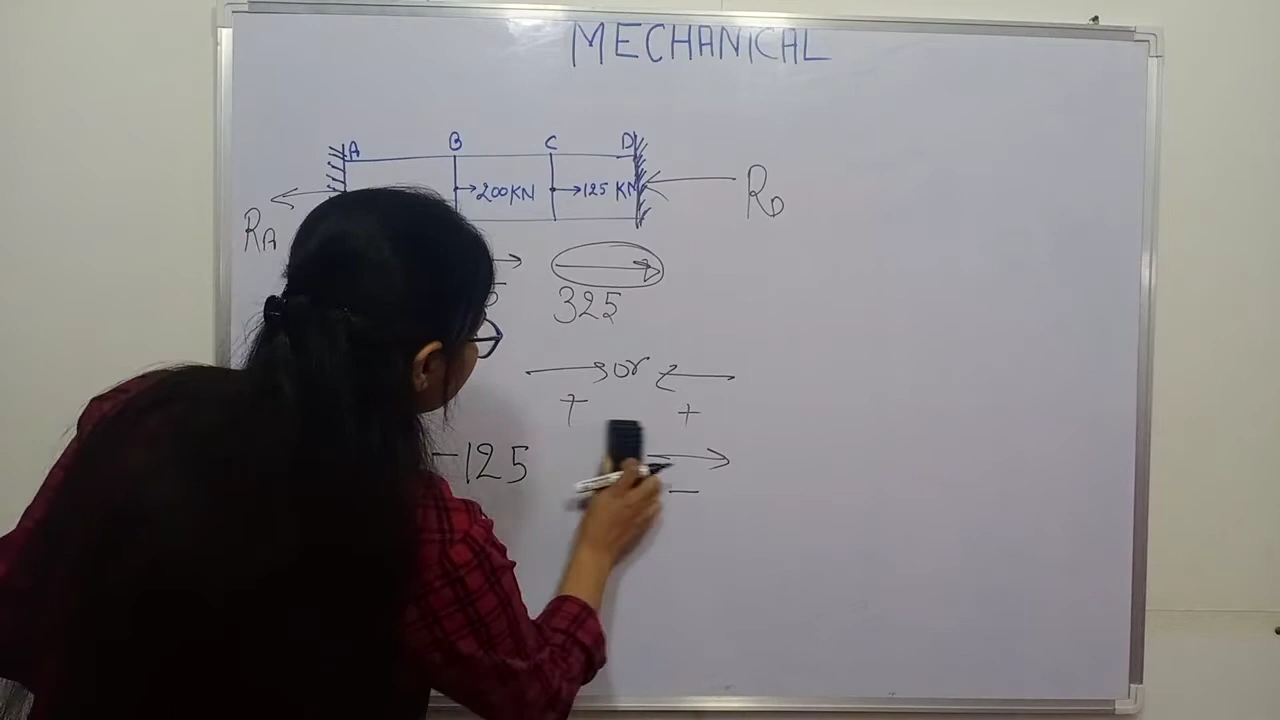 MECHANICAL
A B C D
200KN 125 KN
RA RD
325
or
+ +
-125
-